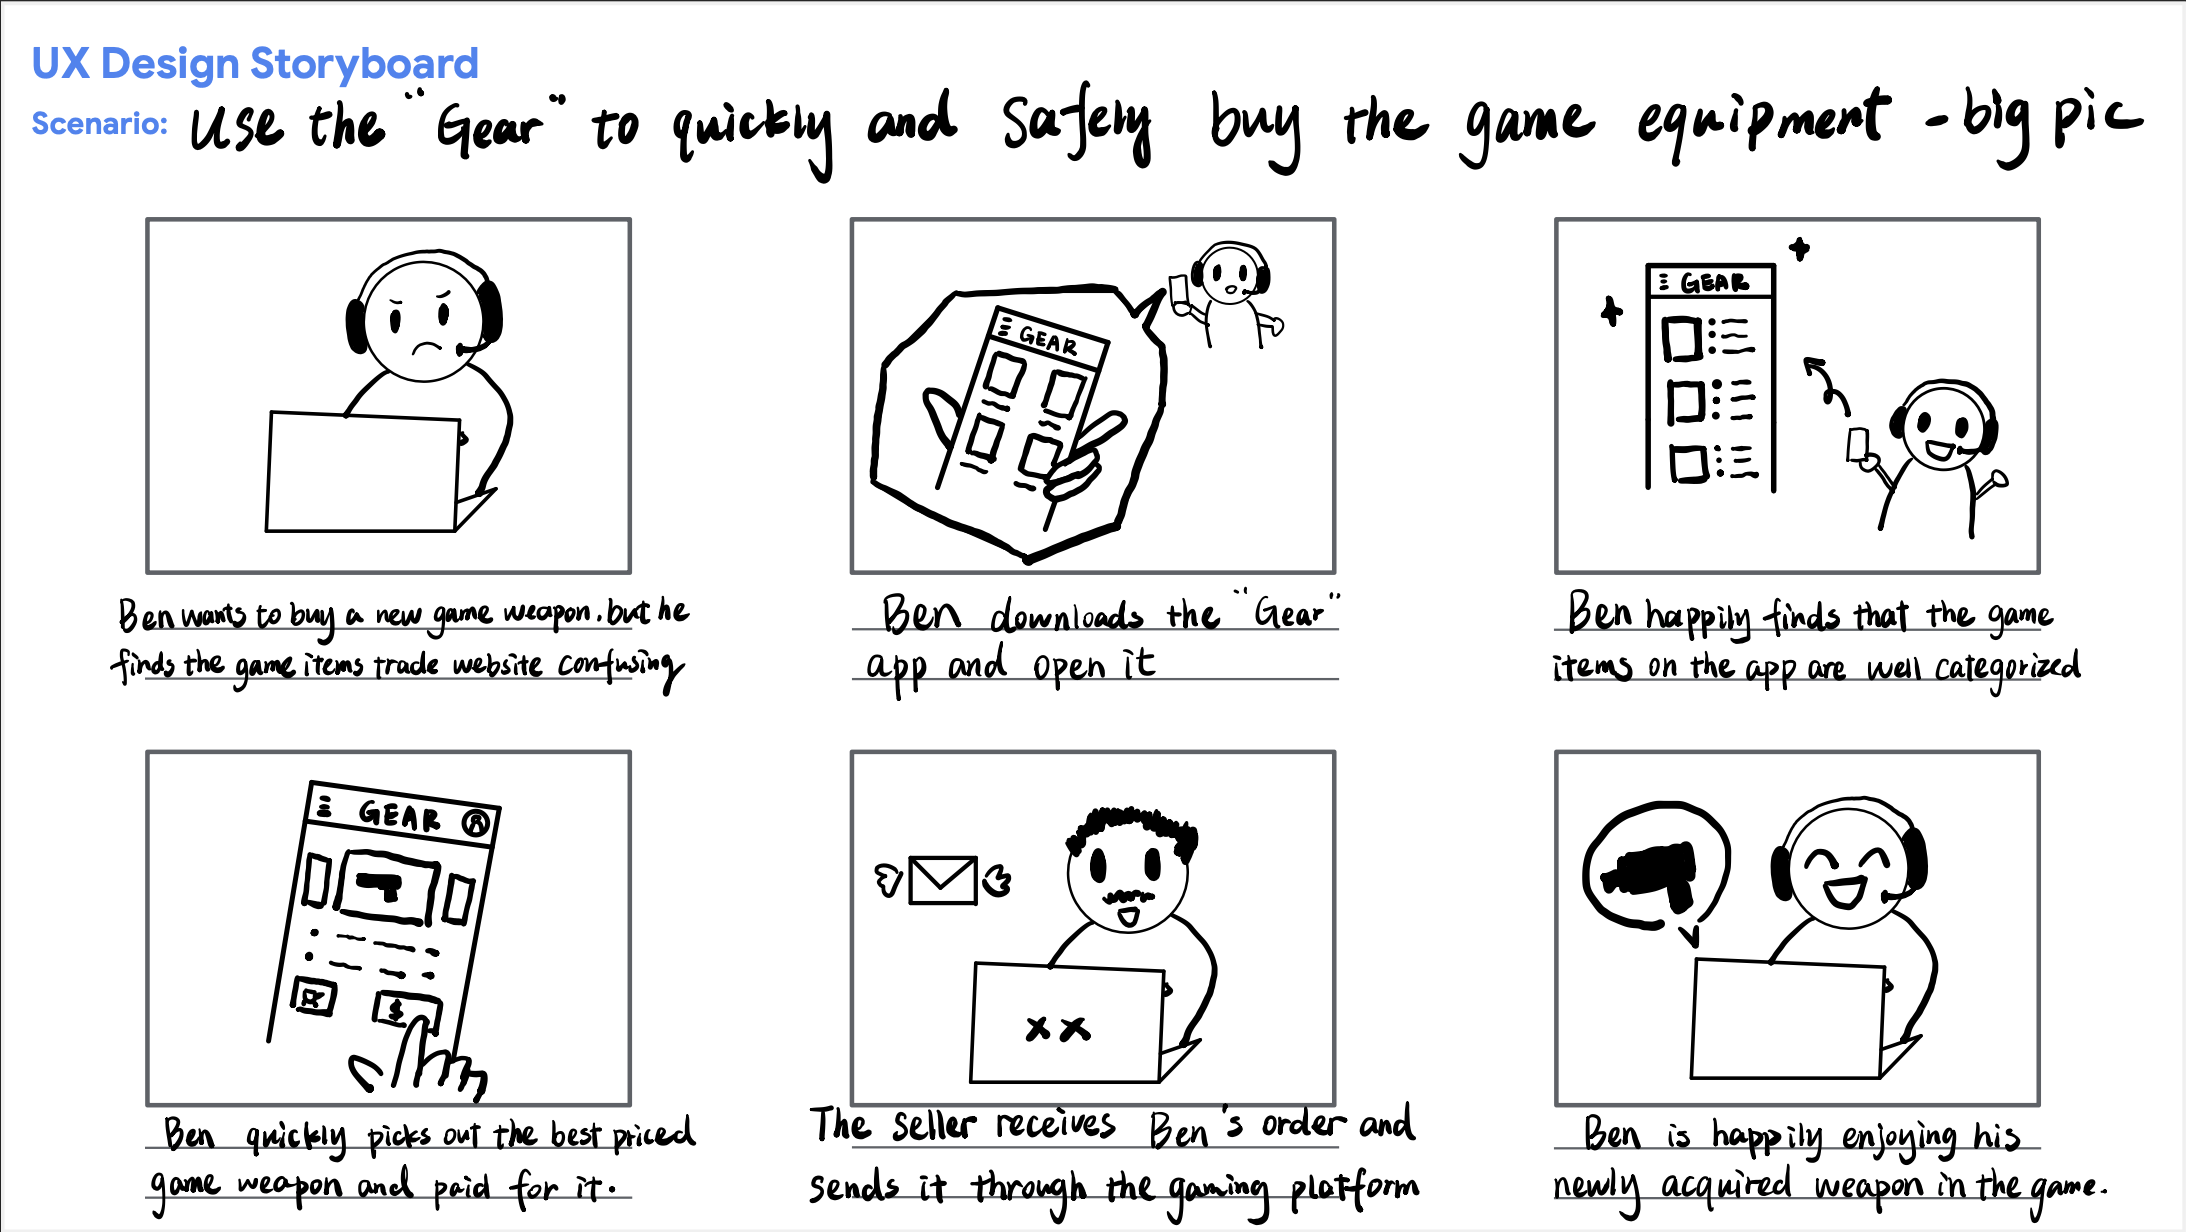 UX Design Storyboard
Scenario: Use the "Gear" to quickly and Safely buy the game equipment - big pic
GEAR
GEAR
Ben wants to buy a new game weapon. but he
finds the game items trade website confusing
Ben downloads the "Gear"
app and open it
Ben happily finds that the game
items on the app are well categorized
GEAR
$
xx
Ben quickly picks out the best priced
game weapon and paid for it.
The seller receives Ben's order and
sends it through the gaming platform
Ben is happily enjoying his
newly acquired weapon in the game.